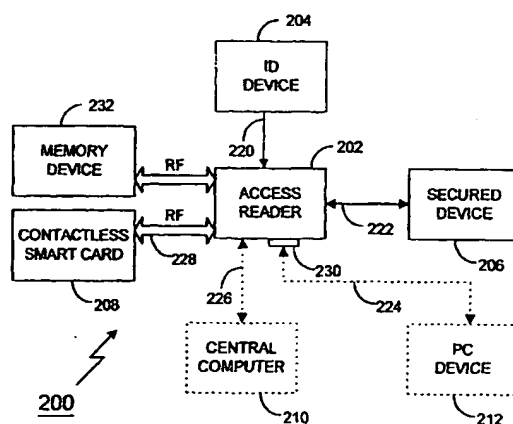 204
ID
DEVICE
232
220
202
MEMORY
DEVICE
RF
ACCESS
READER
SECURED
DEVICE
222
CONTACTLESS
SMART CARD
RF
228
230
206
208
226
224
CENTRAL
COMPUTER
PC
DEVICE
200
210
212